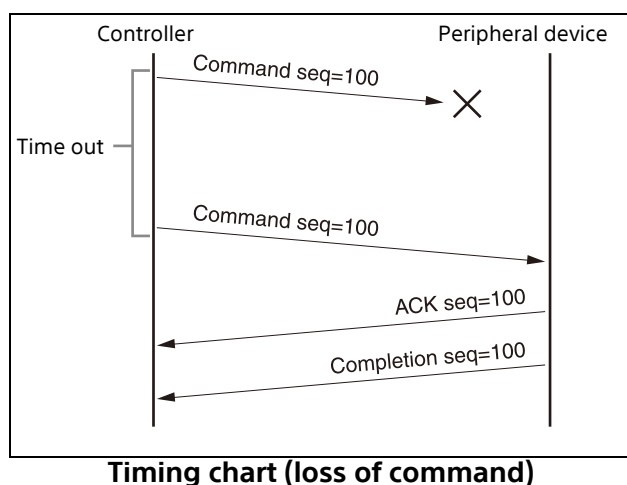 Controller
Peripheral device
Command seq=100
Time out
Command seq=100
ACK seq=100
Completion seq=100
Timing chart (loss of command)